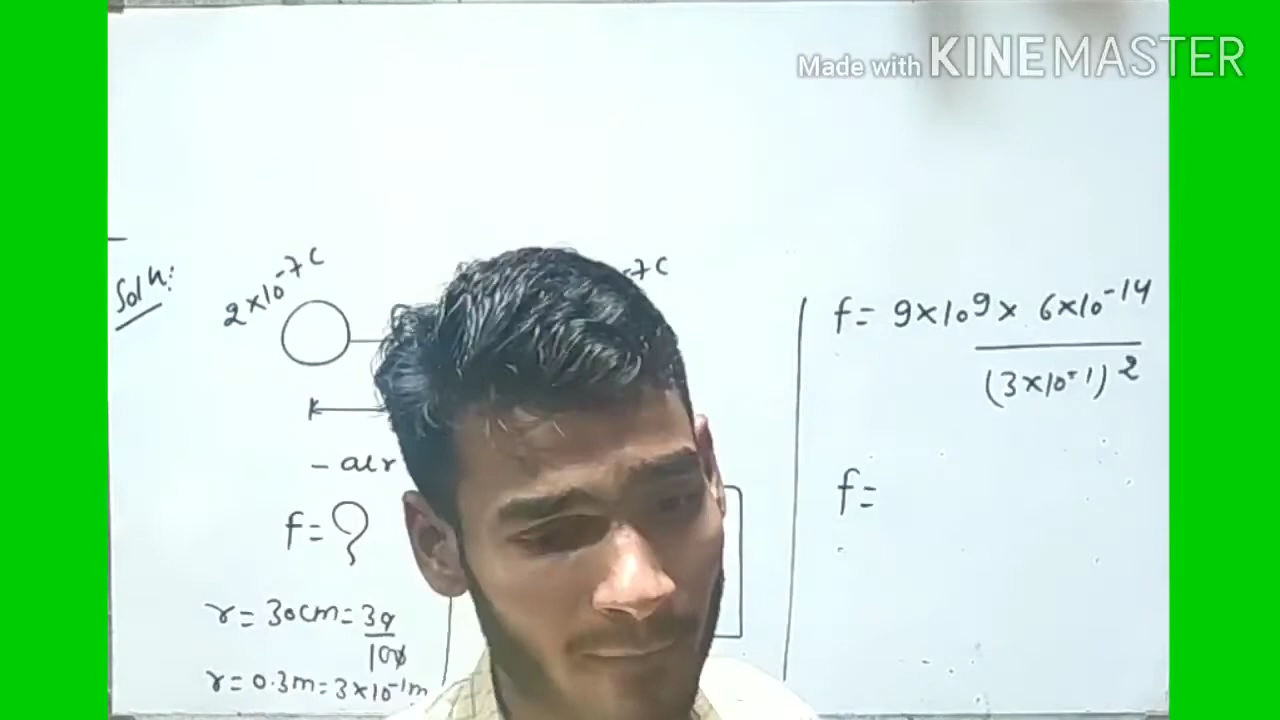 Made with KINEMASTER
Soln:
2×10⁻⁷C
⁻⁷C
- air
f= ?
r= 30cm= 30/100
r= 0.3m= 3×10⁻¹m
f= 9×10⁹× 6×10⁻¹⁴/(3×10⁻¹)²
f=